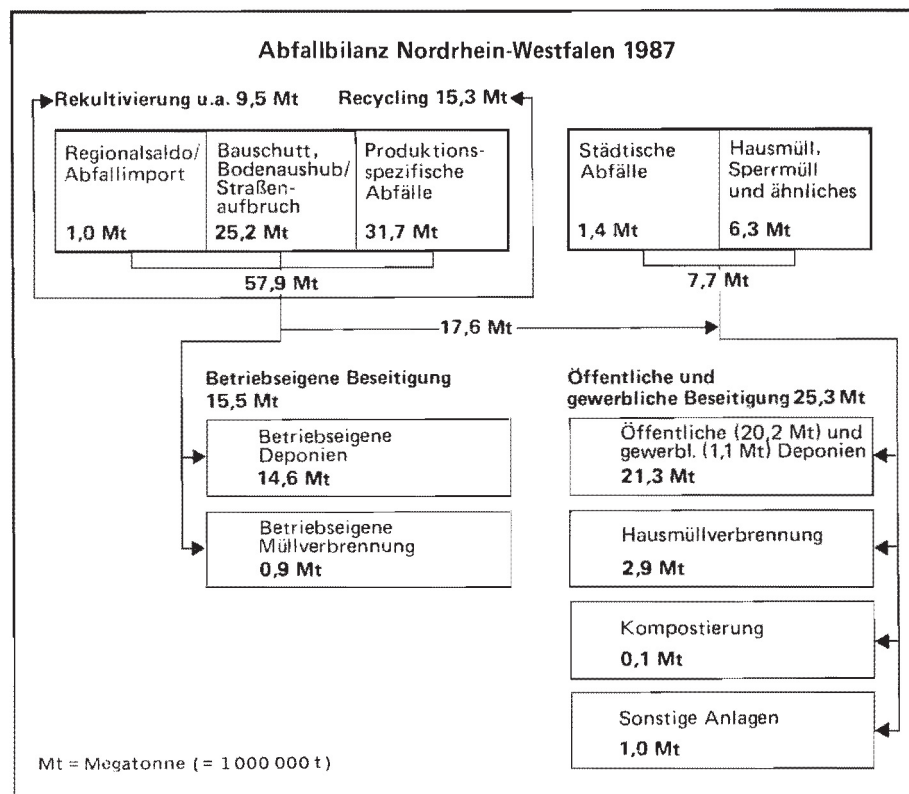 Abfallbilanz Nordrhein-Westfalen 1987
Rekultivierung u.a. 9,5 Mt
Recycling 15,3 Mt
Regionalsaldo/
Abfallimport
1,0 Mt
Bauschutt,
Bodenaushub/
Straßen-
aufbruch
25,2 Mt
Produktions-
spezifische
Abfälle
31,7 Mt
Städtische
Abfälle
1,4 Mt
Hausmüll,
Sperrmüll
und ähnliches
6,3 Mt
57,9 Mt
7,7 Mt
17,6 Mt
Betriebseigene Beseitigung
15,5 Mt
Betriebseigene
Deponien
14,6 Mt
Betriebseigene
Müllverbrennung
0,9 Mt
Öffentliche und
gewerbliche Beseitigung 25,3 Mt
Öffentliche (20,2 Mt) und
gewerbl. (1,1 Mt) Deponien
21,3 Mt
Hausmüllverbrennung
2,9 Mt
Kompostierung
0,1 Mt
Sonstige Anlagen
1,0 Mt
Mt = Megatonne (= 1000 000 t)